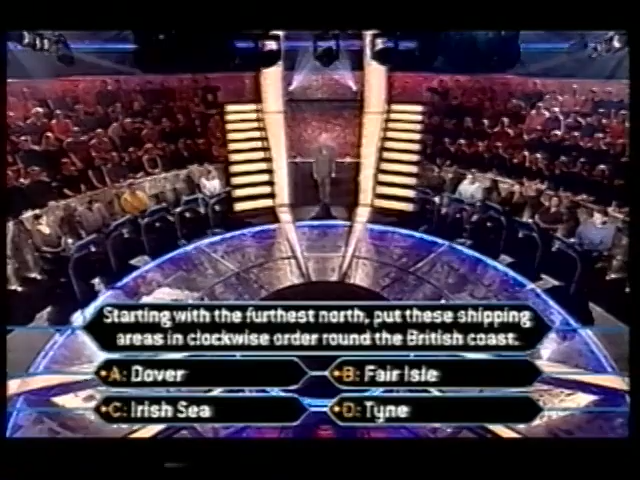 Starting with the furthest north, put these shipping
areas in clockwise order round the British coast.
A: Dover
B: Fair Isle
C: Irish Sea
D: Tyne